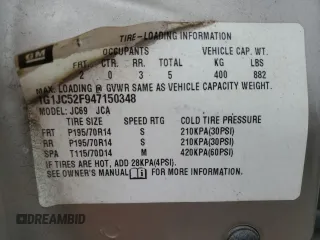 GM
TIRE-LOADING INFORMATION
OCCUPANTS VEHICLE CAP. WT.
FRT CTR. RR. TOTAL KG LBS
2 0 3 5 400 882
MAX. LOADING @ GVWR SAME AS VEHICLE CAPACITY WEIGHT.
1G1JC52F947150348
MODEL: JC69 JCA
TIRE SIZE SPEED RTG COLD TIRE PRESSURE
FRT P195/70R14 S 210KPA(30PSI)
RR P195/70R14 S 210KPA(30PSI)
SPA T115/70D14 M 420KPA(60PSI)
IF TIRES ARE HOT, ADD 28KPA(4PSI).
SEE OWNER'S MANUAL FOR MORE INFORMATION
DREAMBID